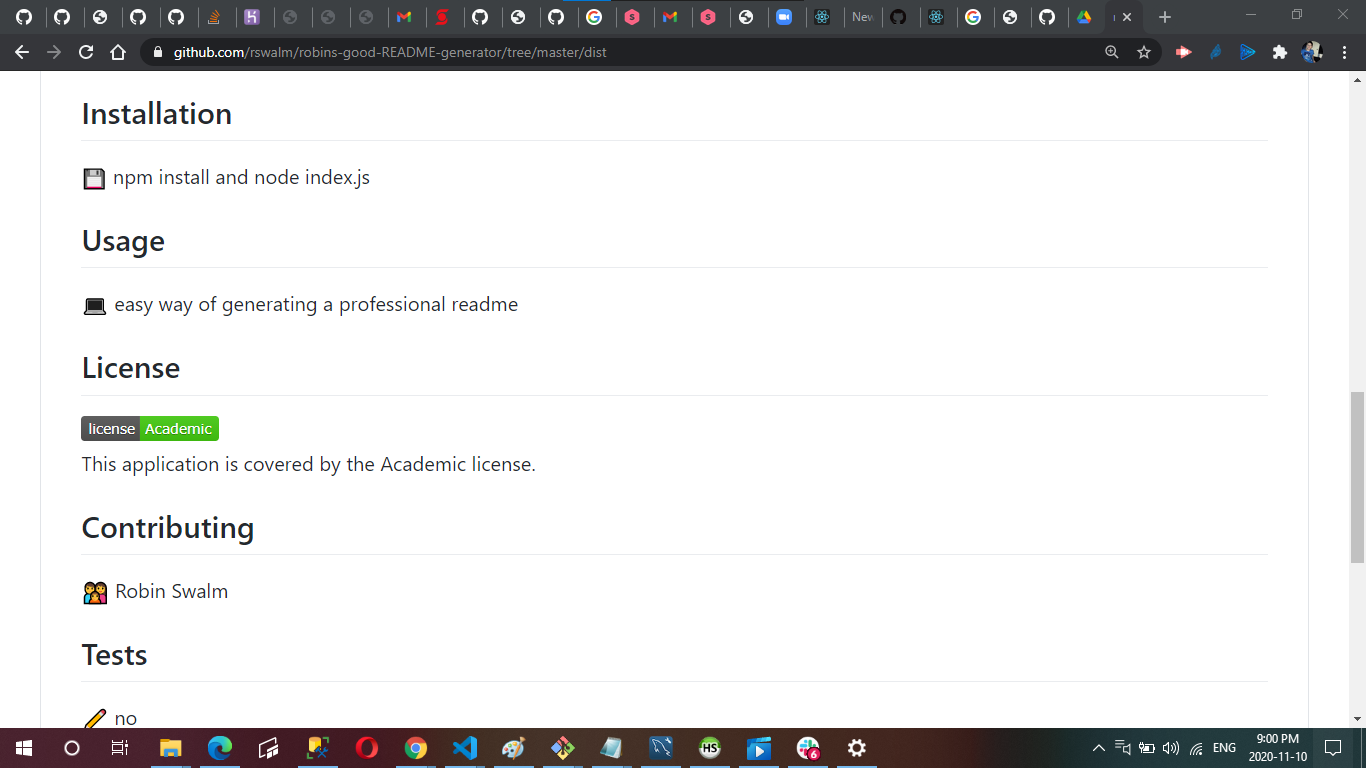 New
github.com/rswalm/robins-good-README-generator/tree/master/dist
Installation
npm install and node index.js
Usage
easy way of generating a professional readme
License
license Academic
This application is covered by the Academic license.
Contributing
Robin Swalm
Tests
no
HS
6
ENG
9:00 PM
2020-11-10